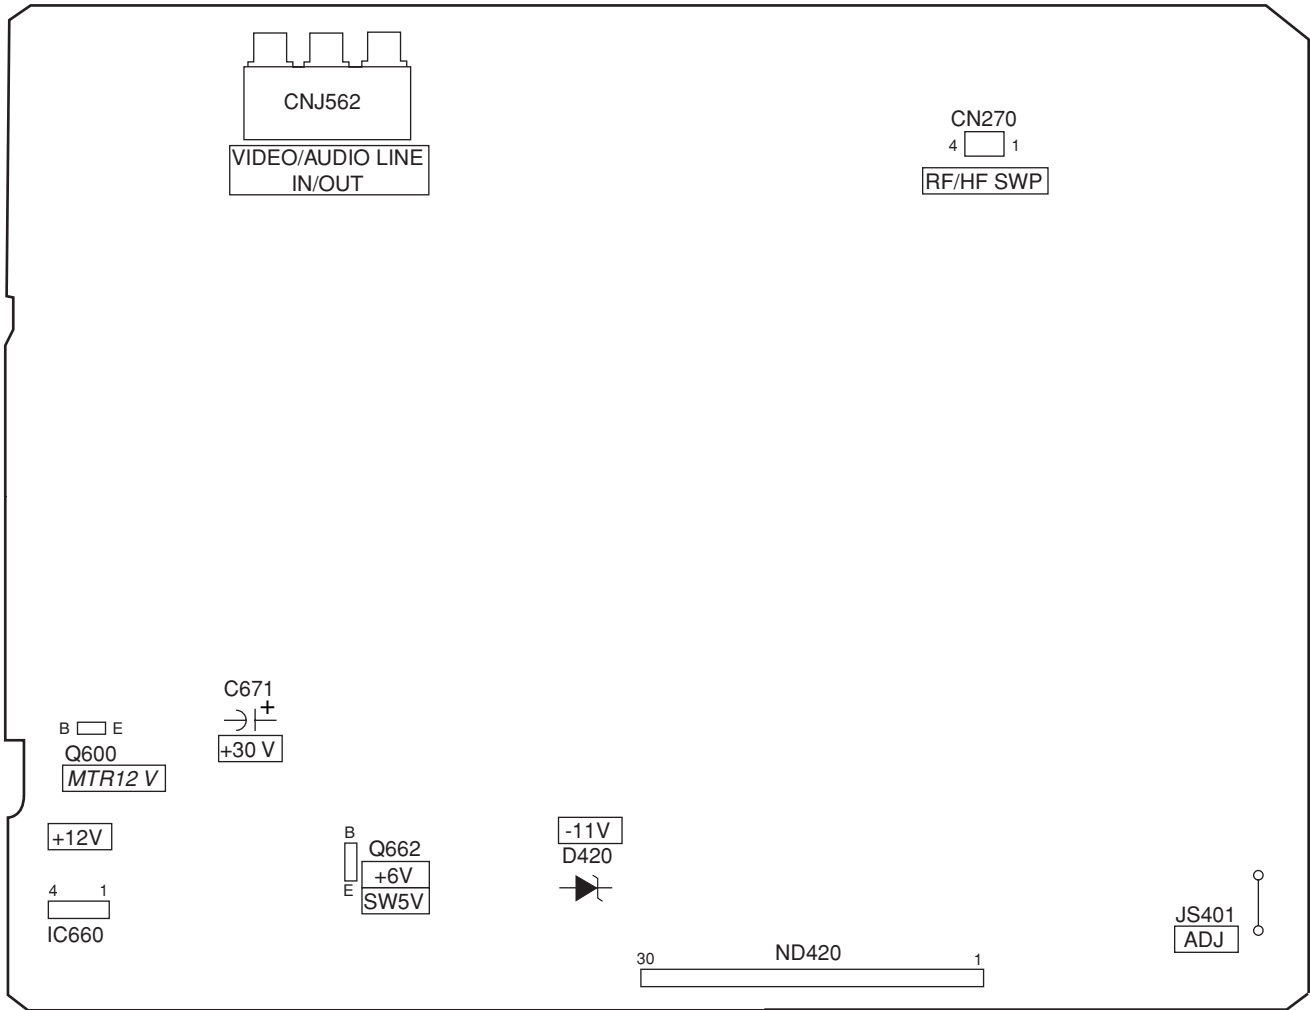 CNJ562
VIDEO/AUDIO LINE
IN/OUT
CN270
4 1
RF/HF SWP
C671
+
+30 V
B E
Q600
MTR12 V
+12V
4 1
IC660
B
E
Q662
+6V
SW5V
-11V
D420
30 ND420 1
JS401
ADJ